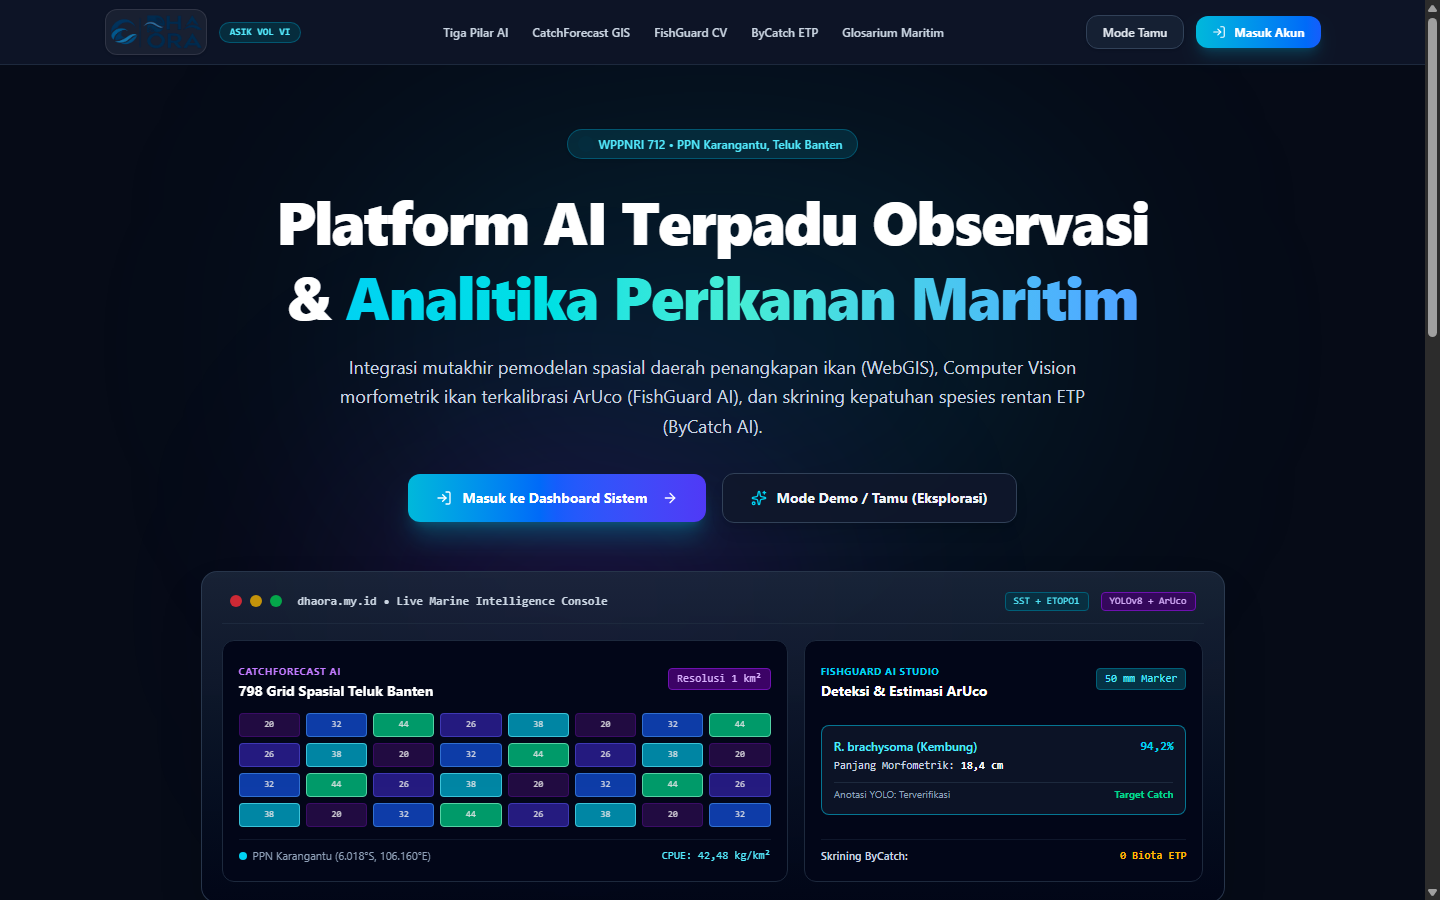 ASIK VOL VI
Tiga Pilar AI
CatchForecast GIS
FishGuard CV
ByCatch ETP
Glosarium Maritim
Mode Tamu
Masuk Akun
WPPNRI 712 • PPN Karangantu, Teluk Banten
Platform AI Terpadu Observasi
& Analitika Perikanan Maritim
Integrasi mutakhir pemodelan spasial daerah penangkapan ikan (WebGIS), Computer Vision
morfometrik ikan terkalibrasi ArUco (FishGuard AI), dan skrining kepatuhan spesies rentan ETP
(ByCatch AI).
Masuk ke Dashboard Sistem
Mode Demo / Tamu (Eksplorasi)
dhaora.my.id • Live Marine Intelligence Console
SST + ETOPO1
YOLOv8 + ArUco
CATCHFORECAST AI
798 Grid Spasial Teluk Banten
Resolusi 1 km²
20 32 44 26 38 20 32 44
26 38 20 32 44 26 38 20
32 44 26 38 20 32 44 26
38 20 32 44 26 38 20 32
PPN Karangantu (6.018°S, 106.160°E)
CPUE: 42,48 kg/km²
FISHGUARD AI STUDIO
Deteksi & Estimasi ArUco
50 mm Marker
R. brachysoma (Kembung)
94,2%
Panjang Morfometrik: 18,4 cm
Anotasi YOLO: Terverifikasi
Target Catch
Skrining ByCatch:
0 Biota ETP